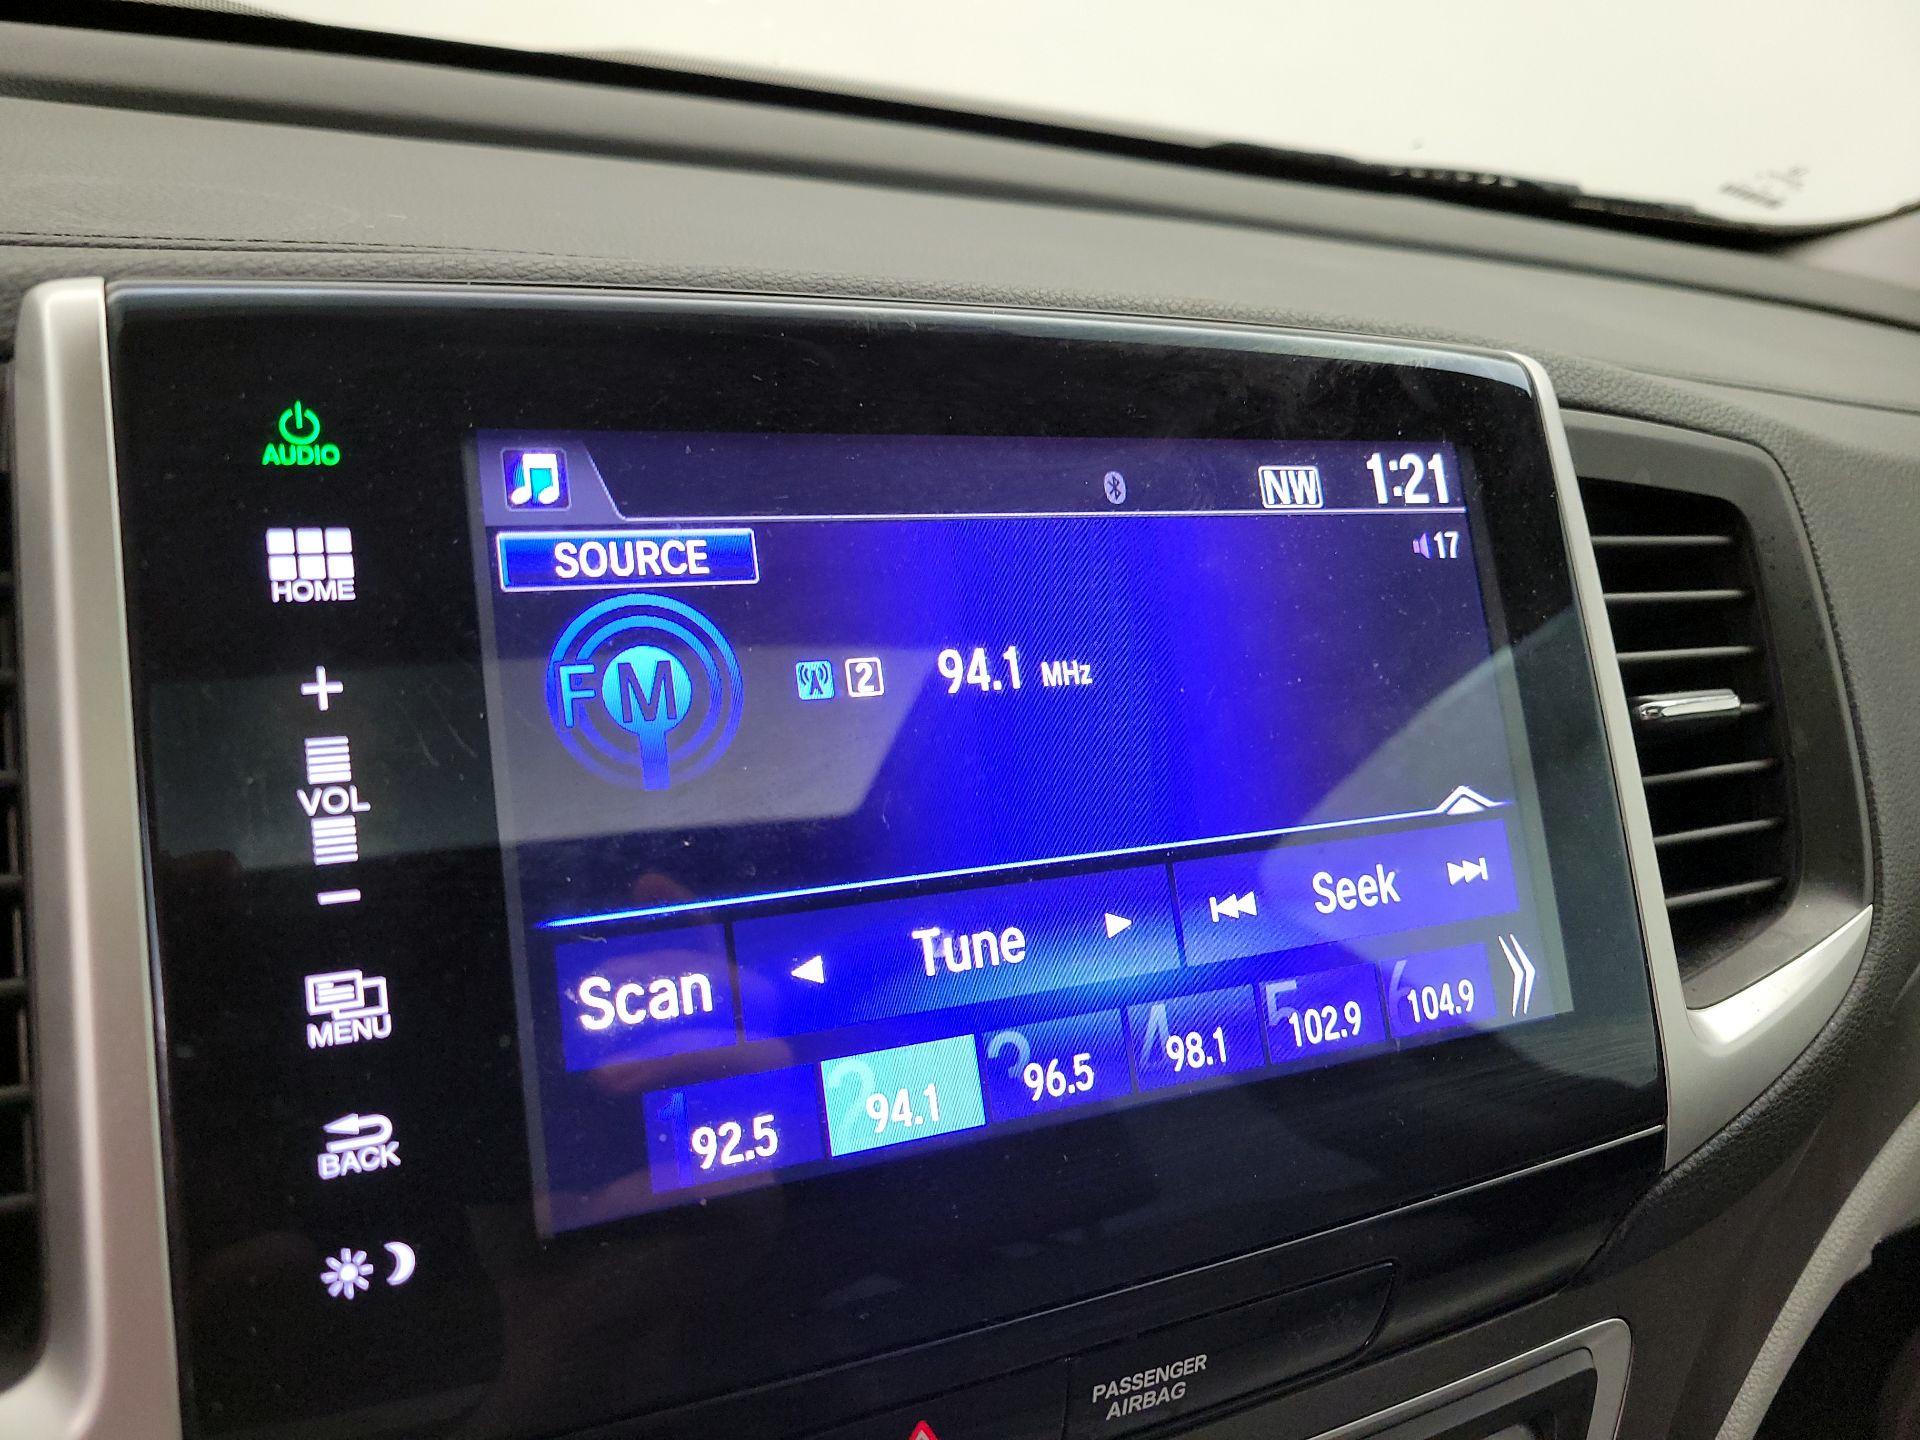 AUDIO
HOME
+
VOL
-
MENU
BACK
NW 1:21
SOURCE
17
FM
2 94.1 MHz
Scan Tune Seek
1 92.5
2 94.1
3 96.5
4 98.1
5 102.9
6 104.9
PASSENGER
AIRBAG